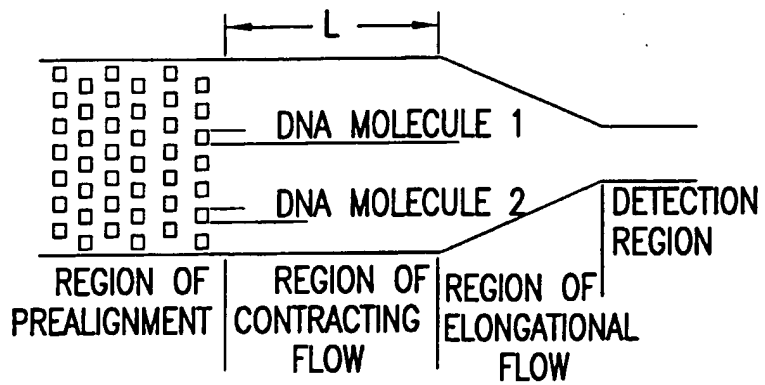 L
DNA MOLECULE 1
DNA MOLECULE 2
REGION OF
PREALIGNMENT
REGION OF
CONTRACTING
FLOW
REGION OF
ELONGATIONAL
FLOW
DETECTION
REGION